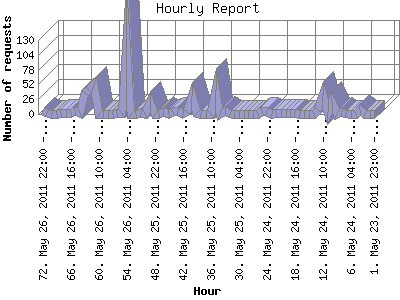 Hourly Report
Number of requests
130
104
78
52
26
0
72. May 26, 2011 22:00 -...
66. May 26, 2011 16:00 -...
60. May 26, 2011 10:00 -...
54. May 26, 2011 04:00 -...
48. May 25, 2011 22:00 -...
42. May 25, 2011 16:00 -...
36. May 25, 2011 10:00 -...
30. May 25, 2011 04:00 -...
24. May 24, 2011 22:00 -...
18. May 24, 2011 16:00 -...
12. May 24, 2011 10:00 -...
6. May 24, 2011 04:00 -...
1. May 23, 2011 23:00 -...
Hour